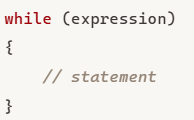 while (expression)
{
    // statement
}